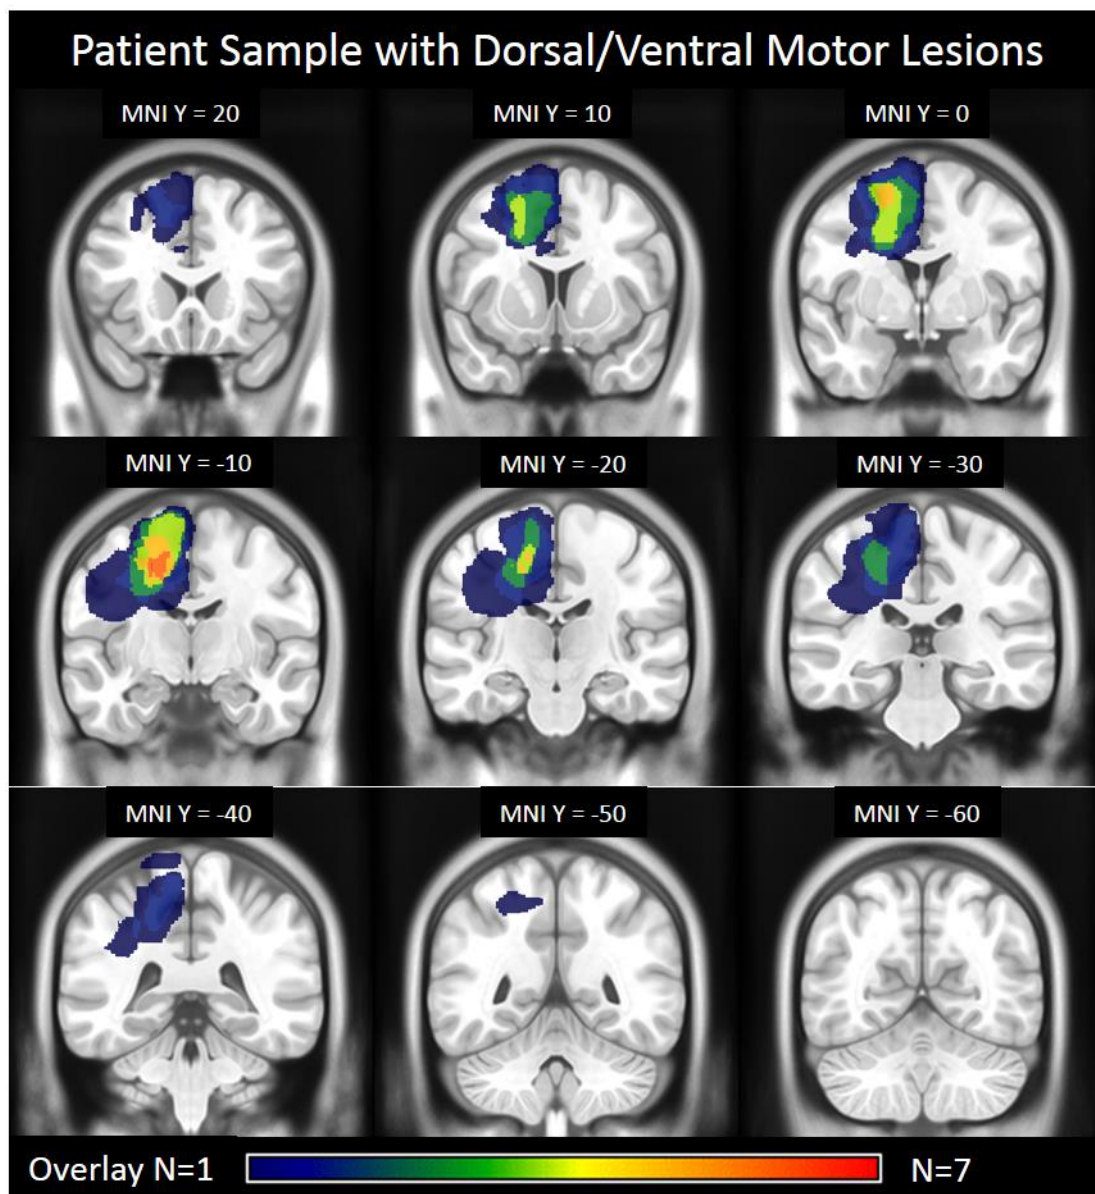 Patient Sample with Dorsal/Ventral Motor Lesions
MNI Y = 20
MNI Y = 10
MNI Y = 0
MNI Y = -10
MNI Y = -20
MNI Y = -30
MNI Y = -40
MNI Y = -50
MNI Y = -60
Overlay N=1
N=7